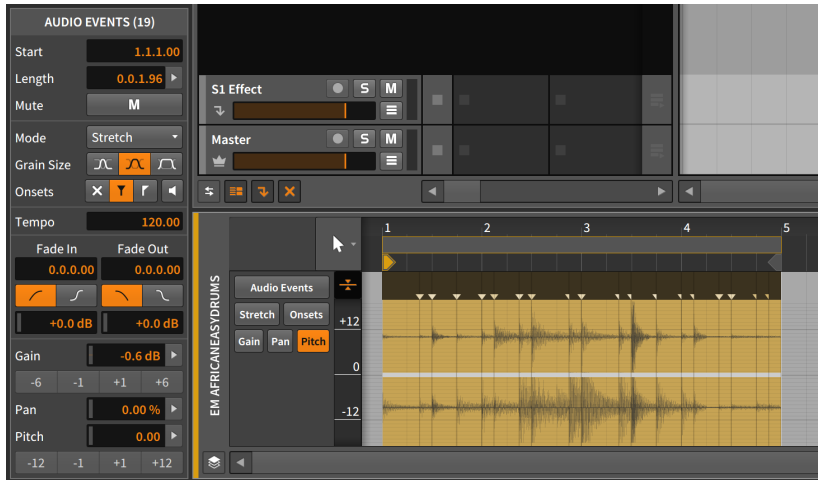 AUDIO EVENTS (19)
Start 1.1.1.00
Length 0.0.1.96
Mute M
Mode Stretch
Grain Size
Onsets
Tempo 120.00
Fade In Fade Out
0.0.0.00 0.0.0.00
+0.0 dB +0.0 dB
Gain -0.6 dB
-6 -1 +1 +6
Pan 0.00 %
Pitch 0.00
-12 -1 +1 +12
S1 Effect S M
Master S M
1 2 3 4 5
EM AFRICANEASYDRUMS
Audio Events
Stretch Onsets
Gain Pan Pitch
+12
0
-12